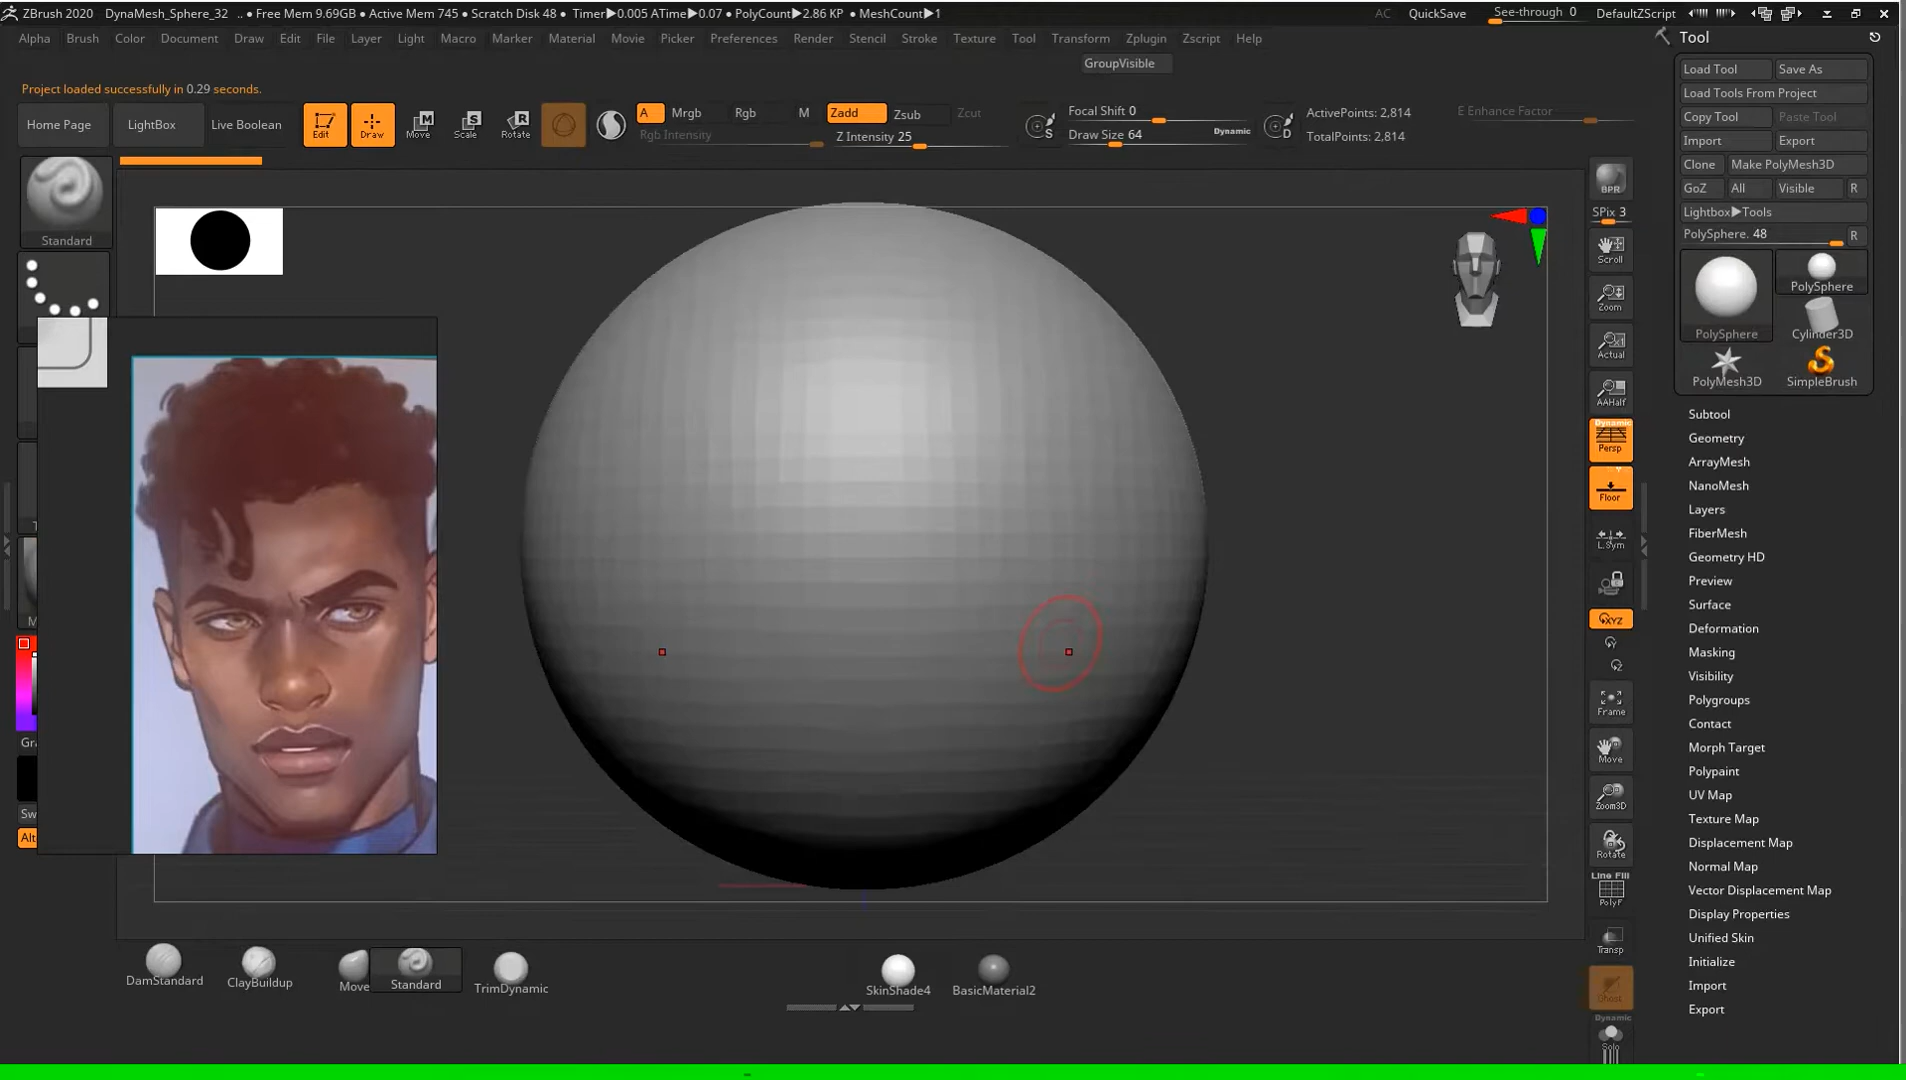 ZBrush 2020 DynaMesh_Sphere_32 .. ● Free Mem 9.69GB ● Active Mem 745 ● Scratch Disk 48 ● Timer▶0.005 ATime▶0.07 ● PolyCount▶2.86 KP ● MeshCount▶1 AC QuickSave See-through 0 DefaultZScript
Alpha Brush Color Document Draw Edit File Layer Light Macro Marker Material Movie Picker Preferences Render Stencil Stroke Texture Tool Transform Zplugin Zscript Help
GroupVisible
Project loaded successfully in 0.29 seconds.
Home Page LightBox Live Boolean Edit Draw Move Scale Rotate
A Mrgb Rgb M Zadd Zsub Zcut
Rgb Intensity Z Intensity 25
Focal Shift 0
Draw Size 64 Dynamic
ActivePoints: 2,814
TotalPoints: 2,814
E Enhance Factor
Standard
Gra
Sw
Alt
DamStandard
ClayBuildup
Move
Standard
TrimDynamic
SkinShade4
BasicMaterial2
BPR
SPix 3
Scroll
Zoom
Actual
AAHalf
Dynamic
Persp
Floor
L.Sym
XYZ
Frame
Move
Zoom3D
Rotate
Line Fill
PolyF
Transp
Ghost
Dynamic
Solo
Tool
Load Tool Save As
Load Tools From Project
Copy Tool Paste Tool
Import Export
Clone Make PolyMesh3D
GoZ All Visible R
Lightbox▶Tools
PolySphere. 48 R
PolySphere PolySphere
Cylinder3D
PolyMesh3D SimpleBrush
Subtool
Geometry
ArrayMesh
NanoMesh
Layers
FiberMesh
Geometry HD
Preview
Surface
Deformation
Masking
Visibility
Polygroups
Contact
Morph Target
Polypaint
UV Map
Texture Map
Displacement Map
Normal Map
Vector Displacement Map
Display Properties
Unified Skin
Initialize
Import
Export